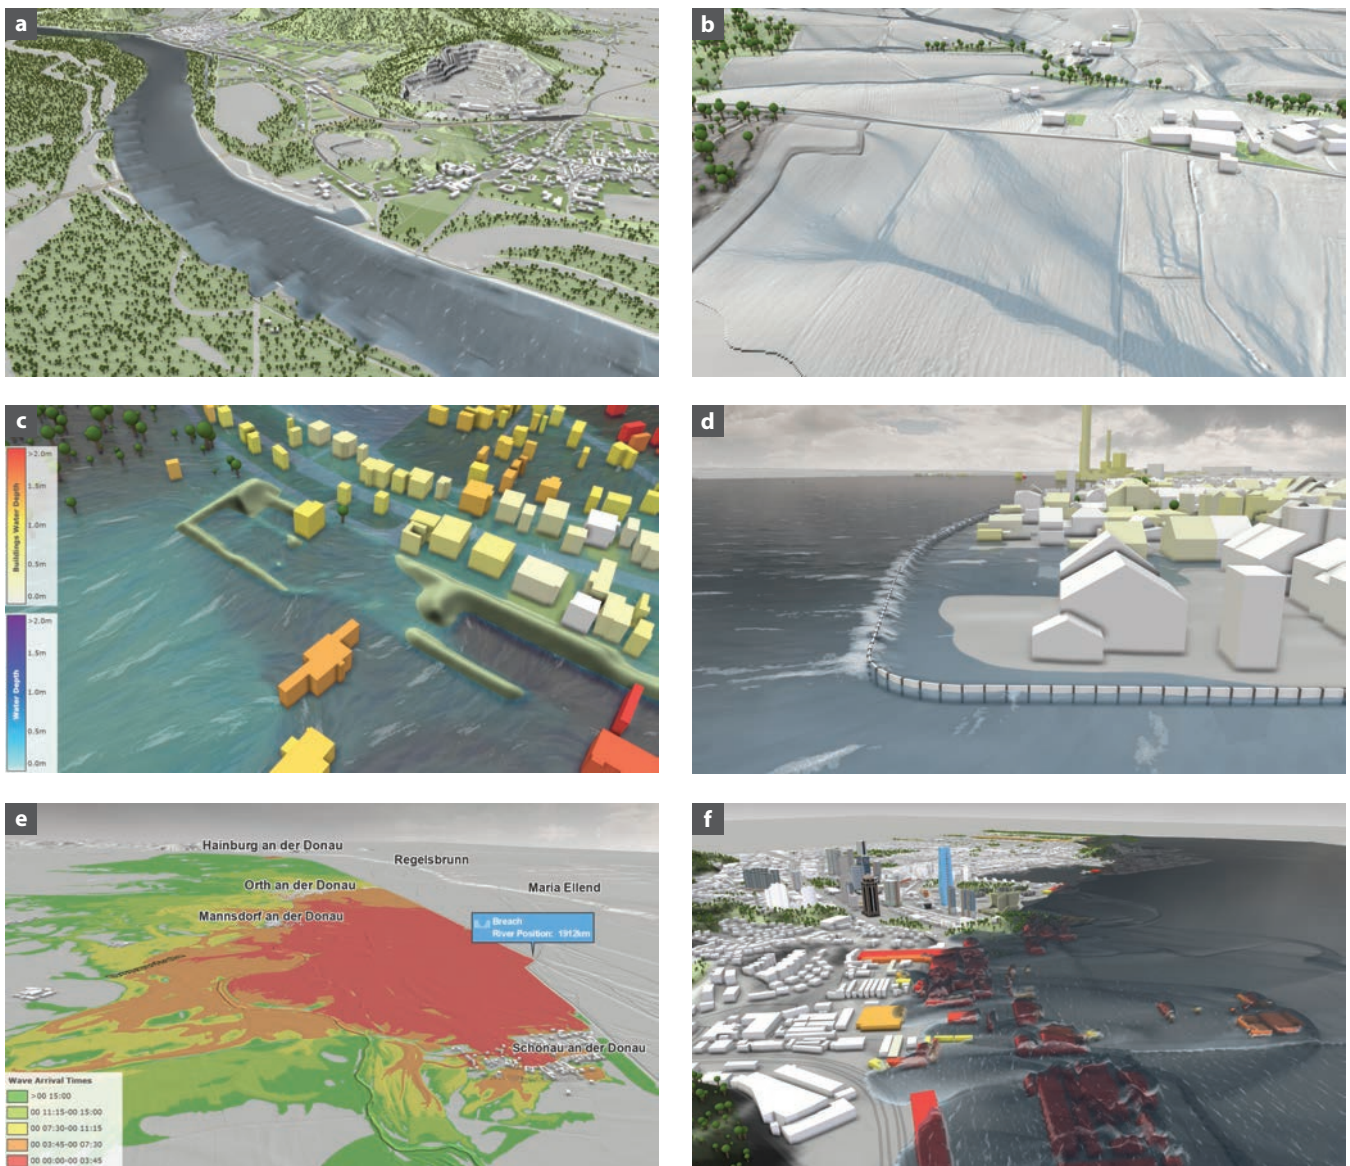 a
b
c
>2.0m
1.5m
1.0m
0.5m
0.0m
Buildings Water Depth
>2.0m
1.5m
1.0m
0.5m
0.0m
Water Depth
d
e
Hainburg an der Donau
Regelsbrunn
Orth an der Donau
Maria Ellend
Mannsdorf an der Donau
Breach
River Position: 1912km
Schönau an der Donau
Wave Arrival Times
>00 15:00
00 11:15-00 15:00
00 07:30-00 11:15
00 03:45-00 07:30
00 00:00-00 03:45
f